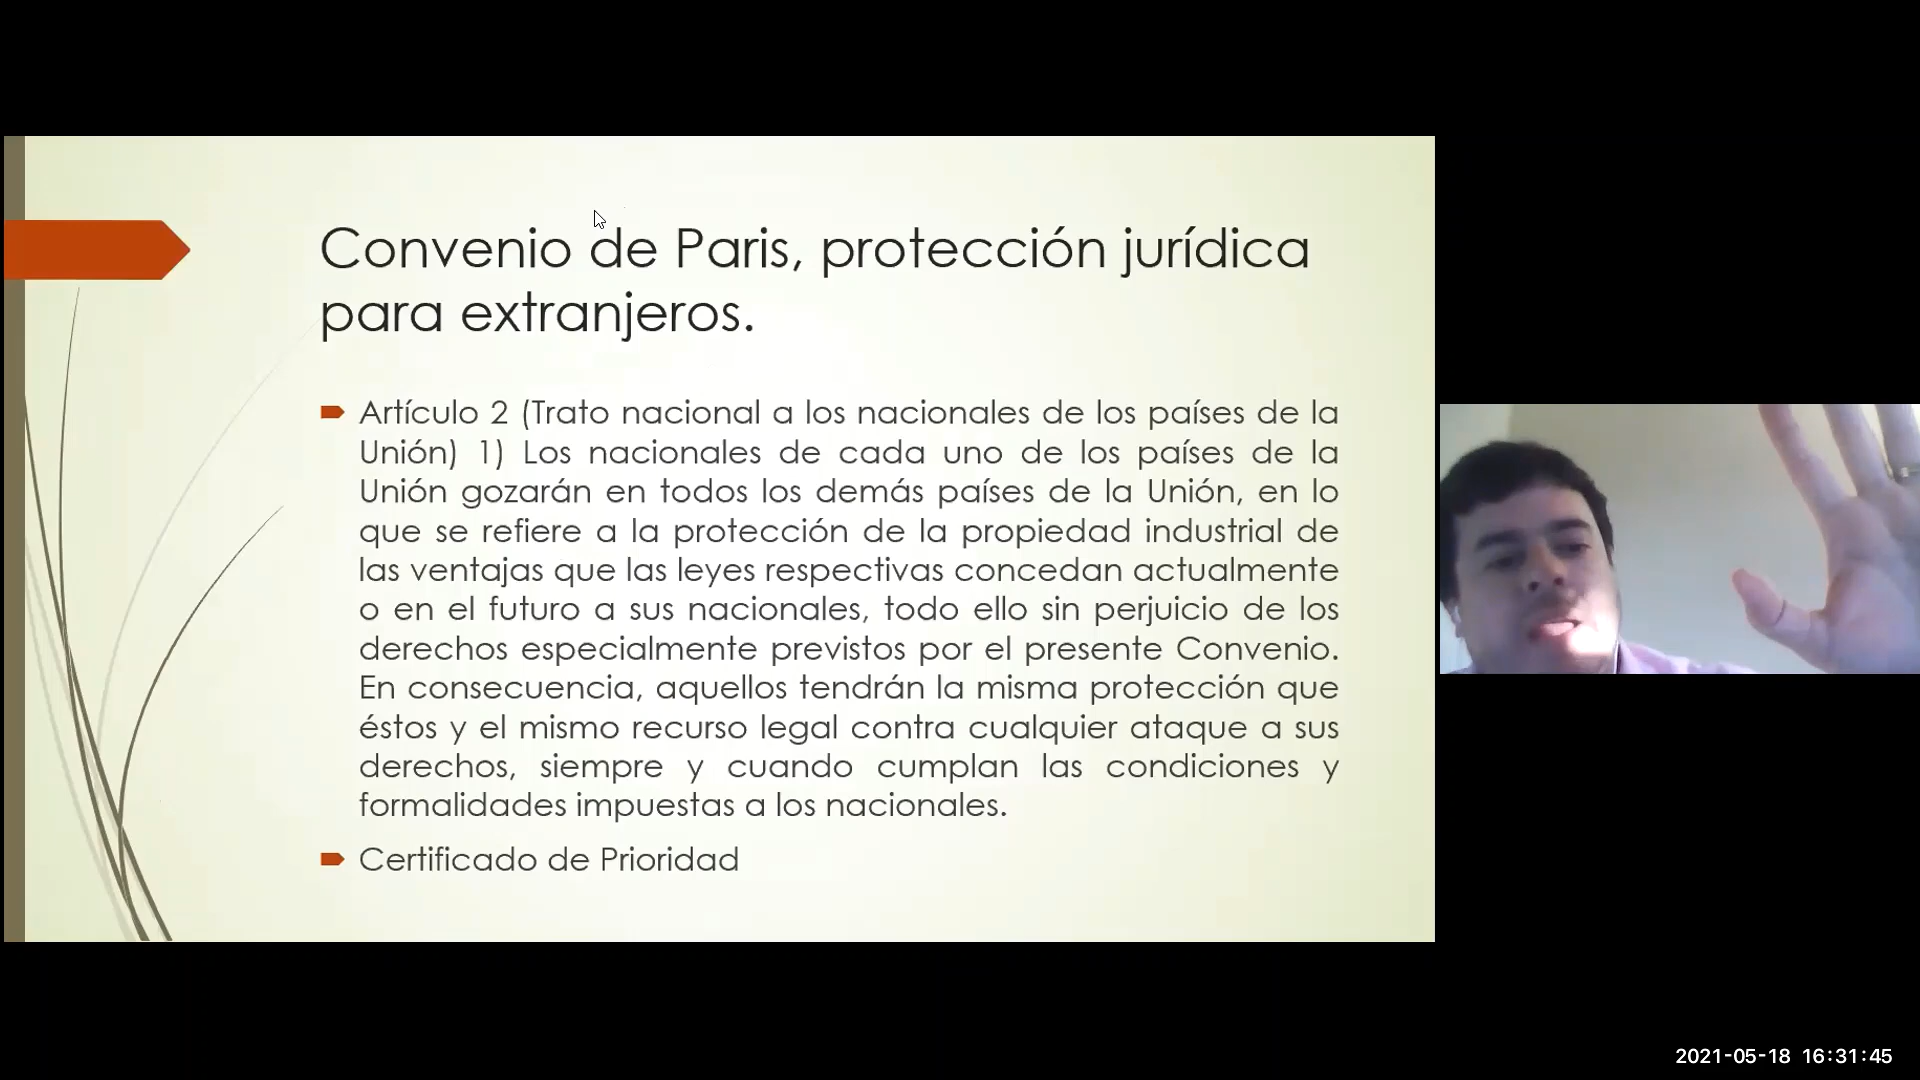 Convenio de Paris, protección jurídica
para extranjeros.
Artículo 2 (Trato nacional a los nacionales de los países de la
Unión) 1) Los nacionales de cada uno de los países de la
Unión gozarán en todos los demás países de la Unión, en lo
que se refiere a la protección de la propiedad industrial de
las ventajas que las leyes respectivas concedan actualmente
o en el futuro a sus nacionales, todo ello sin perjuicio de los
derechos especialmente previstos por el presente Convenio.
En consecuencia, aquellos tendrán la misma protección que
éstos y el mismo recurso legal contra cualquier ataque a sus
derechos, siempre y cuando cumplan las condiciones y
formalidades impuestas a los nacionales.
Certificado de Prioridad
2021-05-18 16:31:45